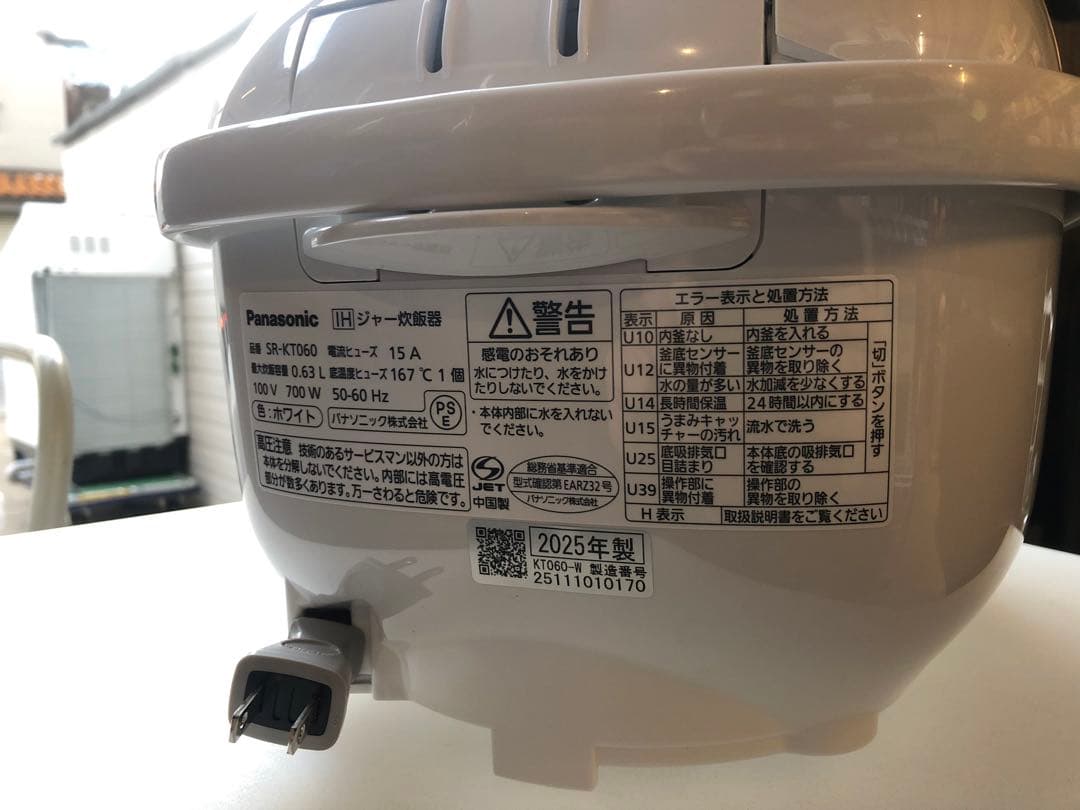 Panasonic IH ジャー炊飯器
品番 SR-KT060 電流ヒューズ 15 A
最大炊飯容量 0.63 L 底温度ヒューズ 167 ℃ 1 個
100 V 700 W 50-60 Hz
色:ホワイト パナソニック株式会社 PS E
高圧注意 技術のあるサービスマン以外の方は
本体を分解しないでください。内部には高電圧
部分が数多くあります。万一さわると危険です。
警告
感電のおそれあり
水につけたり、水をかけ
たりしないでください。
・本体内部に水を入れない
でください。
S JET
中国製
総務省基準適合
型式確認第 EARZ32号
パナソニック株式会社
エラー表示と処置方法
表示 原因 処置方法
U10 内釜なし 内釜を入れる
U12 釜底センサーに異物付着 釜底センサーの異物を取り除く
水の量が多い 水加減を少なくする
U14 長時間保温 24時間以内にする
U15 うまみキャッチャーの汚れ 流水で洗う
U25 底吸排気口目詰まり 本体底の吸排気口を確認する
「切」ボタンを押す
U39 操作部に異物付着 操作部の異物を取り除く
H 表示 取扱説明書をご覧ください
2025年製
KT060-W 製造番号
25111010170